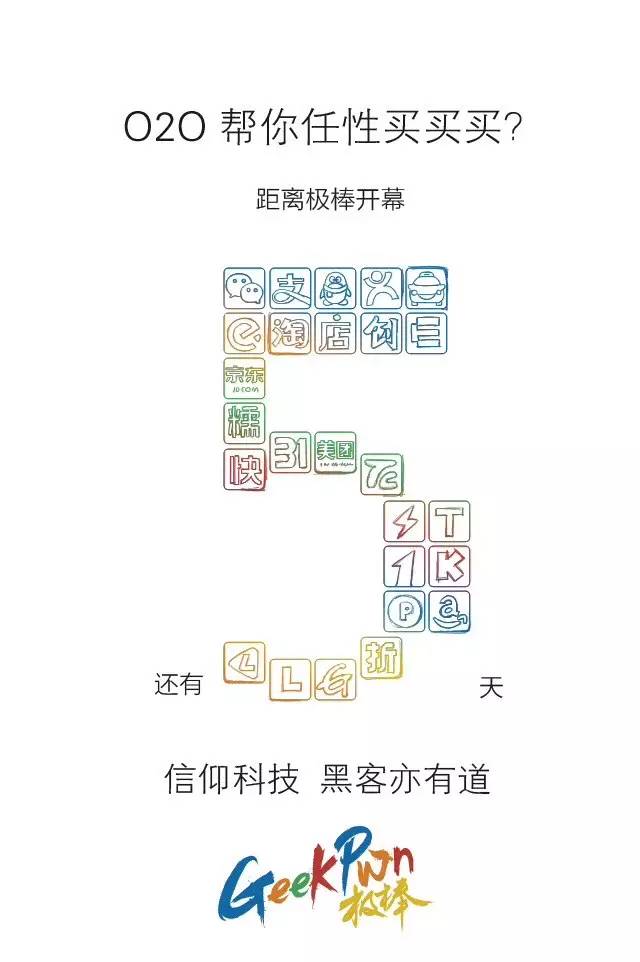 O2O 帮你任性买买买?
距离极棒开幕
支
淘 店 创
京东
JD.COM
糯
快 31 美团
TC
T
1 K
P a
还有 L L & 折 天
信仰科技 黑客亦有道
GeekPwn
极棒